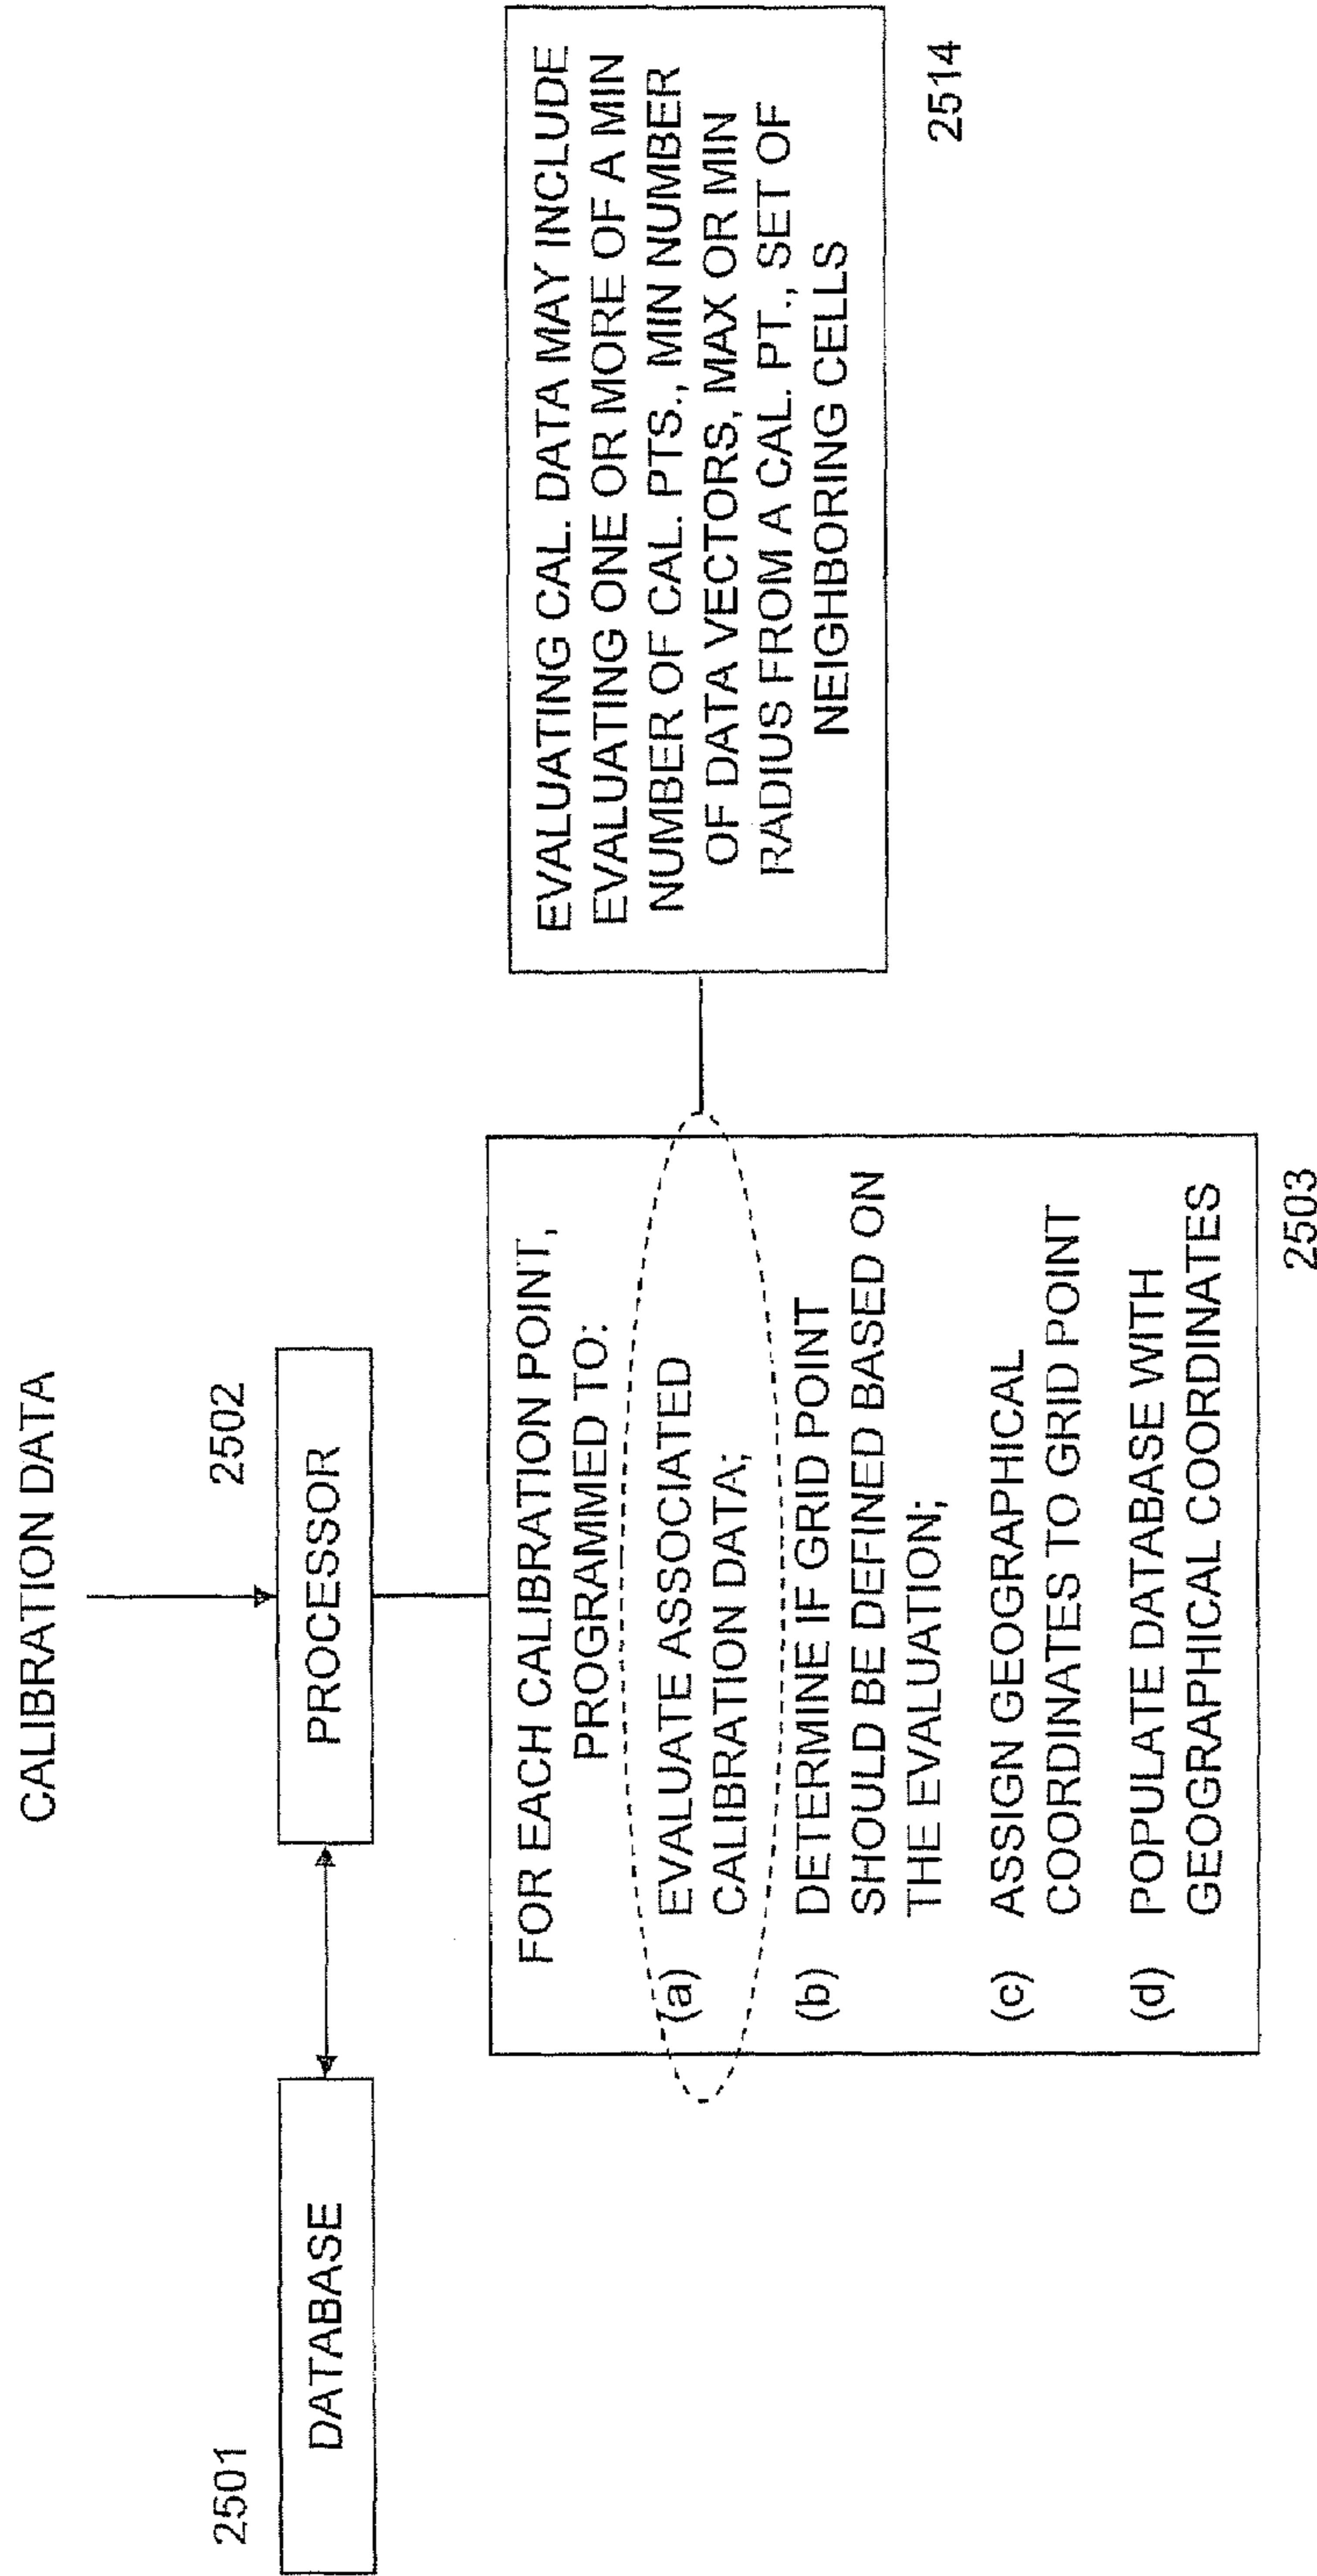 CALIBRATION DATA
2501
2502
DATABASE
PROCESSOR
FOR EACH CALIBRATION POINT,
PROGRAMMED TO:
(a) EVALUATE ASSOCIATED
CALIBRATION DATA;
(b) DETERMINE IF GRID POINT
SHOULD BE DEFINED BASED ON
THE EVALUATION;
(c) ASSIGN GEOGRAPHICAL
COORDINATES TO GRID POINT
(d) POPULATE DATABASE WITH
GEOGRAPHICAL COORDINATES
2503
EVALUATING CAL. DATA MAY INCLUDE
EVALUATING ONE OR MORE OF A MIN
NUMBER OF CAL. PTS., MIN NUMBER
OF DATA VECTORS, MAX OR MIN
RADIUS FROM A CAL. PT., SET OF
NEIGHBORING CELLS
2514